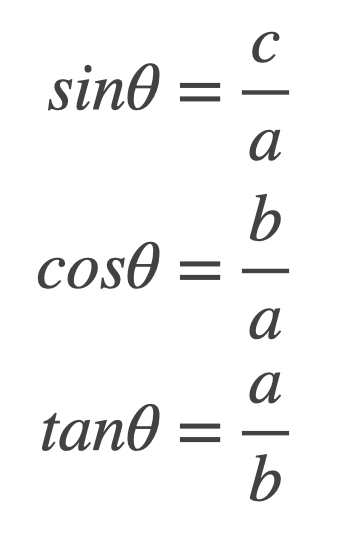 sinθ = c/a
cosθ = b/a
tanθ = a/b